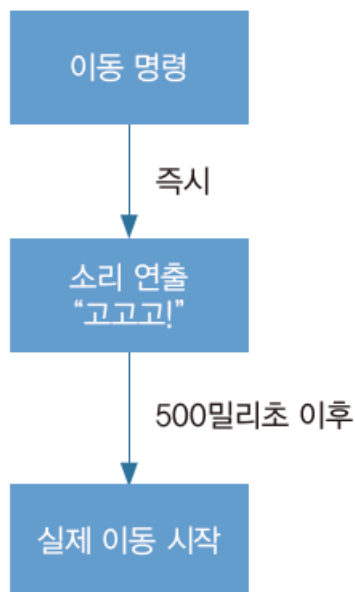 이동 명령
즉시
소리 연출
“고고고!”
500밀리초 이후
실제 이동 시작